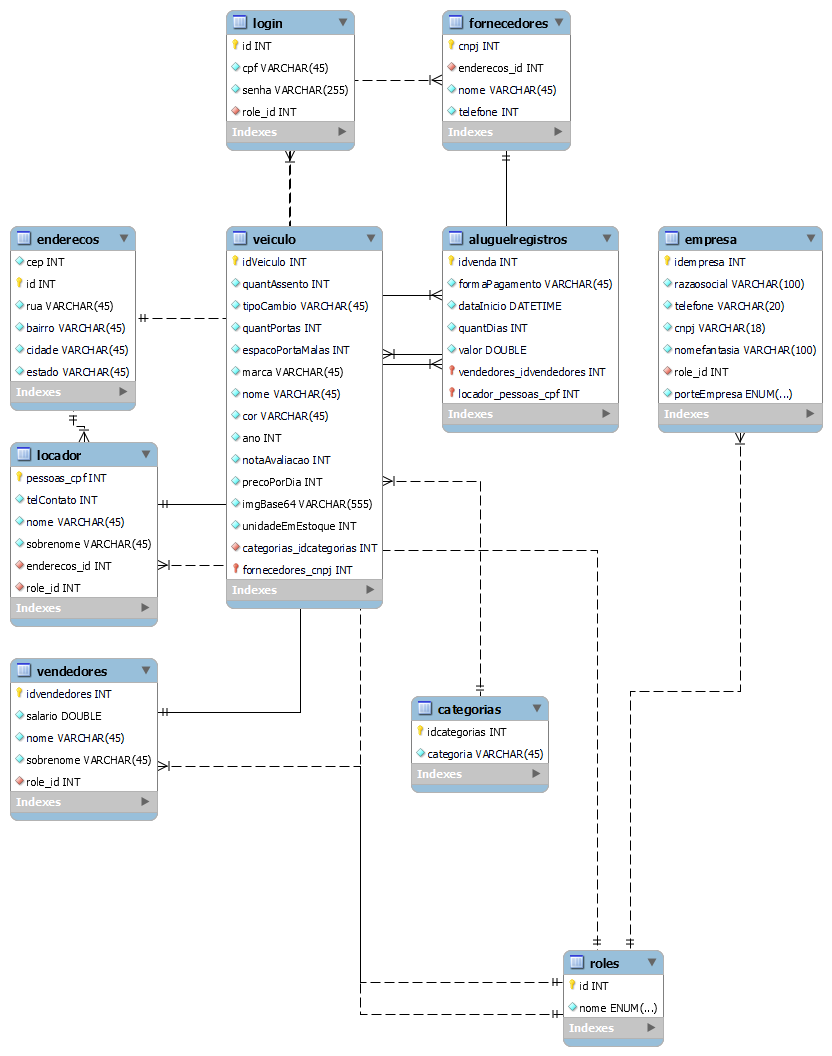 login
id INT
cpf VARCHAR(45)
senha VARCHAR(255)
role_id INT
Indexes
fornecedores
cnpj INT
enderecos_id INT
nome VARCHAR(45)
telefone INT
Indexes
enderecos
cep INT
id INT
rua VARCHAR(45)
bairro VARCHAR(45)
cidade VARCHAR(45)
estado VARCHAR(45)
Indexes
veiculo
idVeiculo INT
quantAssento INT
tipoCambio VARCHAR(45)
quantPortas INT
espacoPortaMalas INT
marca VARCHAR(45)
nome VARCHAR(45)
cor VARCHAR(45)
ano INT
notaAvaliacao INT
precoPorDia INT
imgBase64 VARCHAR(555)
unidadeEmEstoque INT
categorias_idcategorias INT
fornecedores_cnpj INT
Indexes
aluguelregistros
idvenda INT
formaPagamento VARCHAR(45)
dataInicio DATETIME
quantDias INT
valor DOUBLE
vendedores_idvendedores INT
locador_pessoas_cpf INT
Indexes
empresa
idempresa INT
razaosocial VARCHAR(100)
telefone VARCHAR(20)
cnpj VARCHAR(18)
nomefantasia VARCHAR(100)
role_id INT
porteEmpresa ENUM(...)
Indexes
locador
pessoas_cpf INT
telContato INT
nome VARCHAR(45)
sobrenome VARCHAR(45)
enderecos_id INT
role_id INT
Indexes
vendedores
idvendedores INT
salario DOUBLE
nome VARCHAR(45)
sobrenome VARCHAR(45)
role_id INT
Indexes
categorias
idcategorias INT
categoria VARCHAR(45)
Indexes
roles
id INT
nome ENUM(...)
Indexes